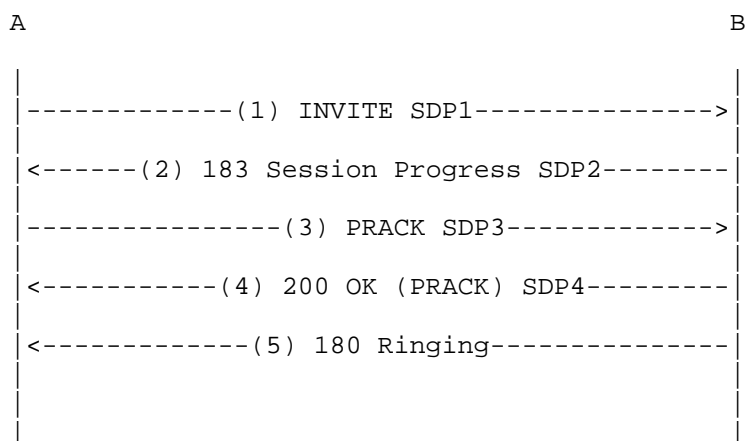 A B
|-------------(1) INVITE SDP1--------------->|
|<------(2) 183 Session Progress SDP2--------|
|----------------(3) PRACK SDP3------------->|
|<-----------(4) 200 OK (PRACK) SDP4---------|
|<-------------(5) 180 Ringing---------------|